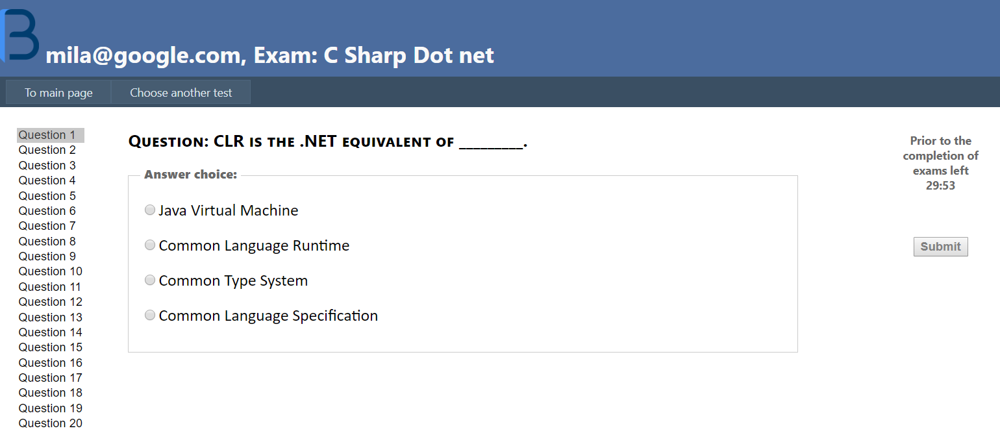 B
mila@google.com, Exam: C Sharp Dot net
To main page
Choose another test
Question 1
Question 2
Question 3
Question 4
Question 5
Question 6
Question 7
Question 8
Question 9
Question 10
Question 11
Question 12
Question 13
Question 14
Question 15
Question 16
Question 17
Question 18
Question 19
Question 20
QUESTION: CLR IS THE .NET EQUIVALENT OF _________.
Answer choice:
Java Virtual Machine
Common Language Runtime
Common Type System
Common Language Specification
Prior to the
completion of
exams left
29:53
Submit